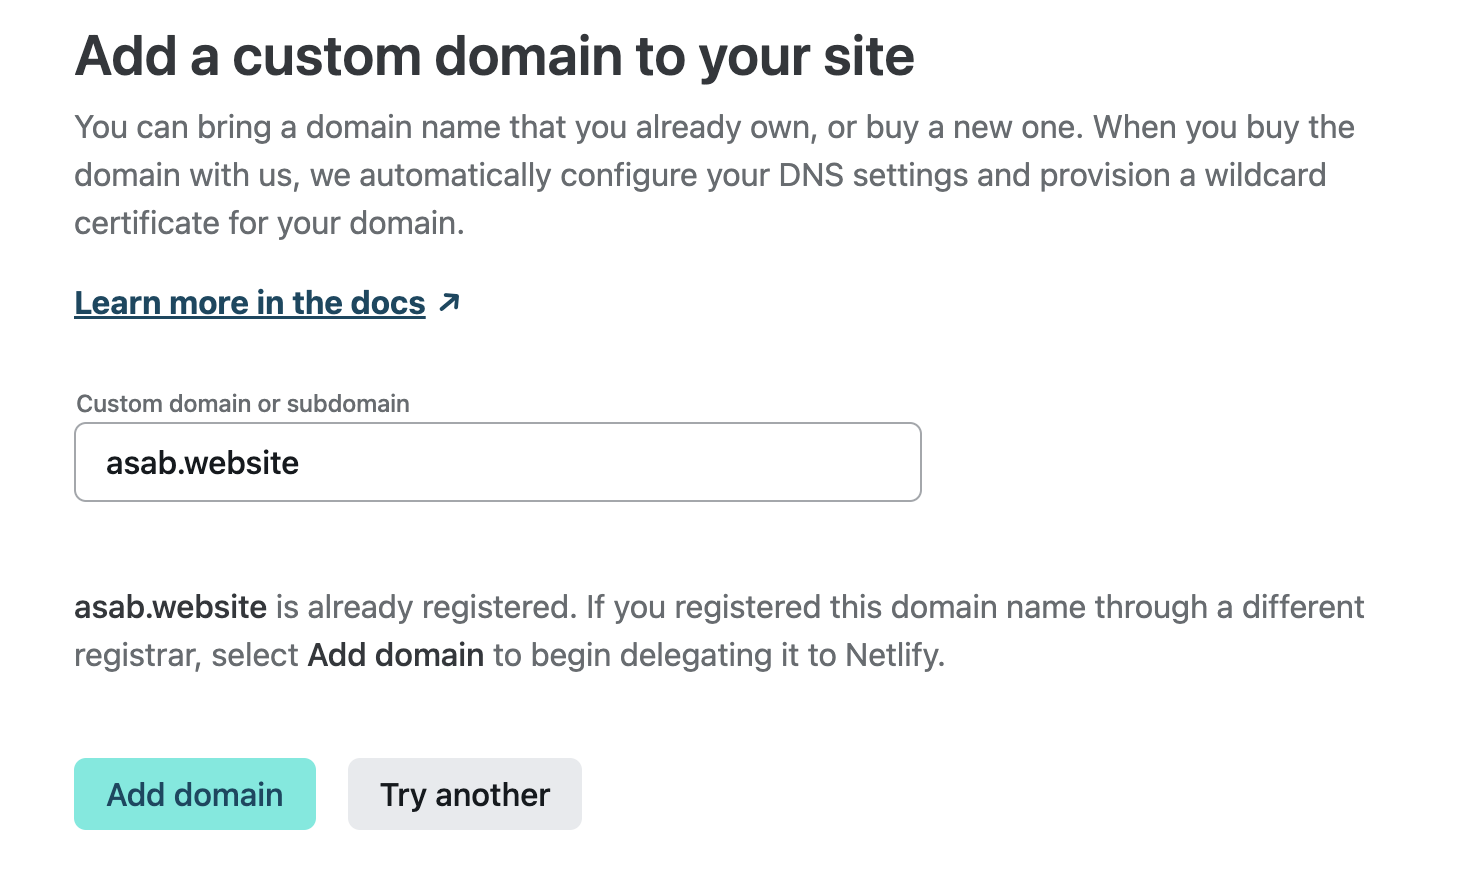 Add a custom domain to your site
You can bring a domain name that you already own, or buy a new one. When you buy the
domain with us, we automatically configure your DNS settings and provision a wildcard
certificate for your domain.
Learn more in the docs ↗
Custom domain or subdomain
asab.website
asab.website is already registered. If you registered this domain name through a different
registrar, select Add domain to begin delegating it to Netlify.
Add domain
Try another